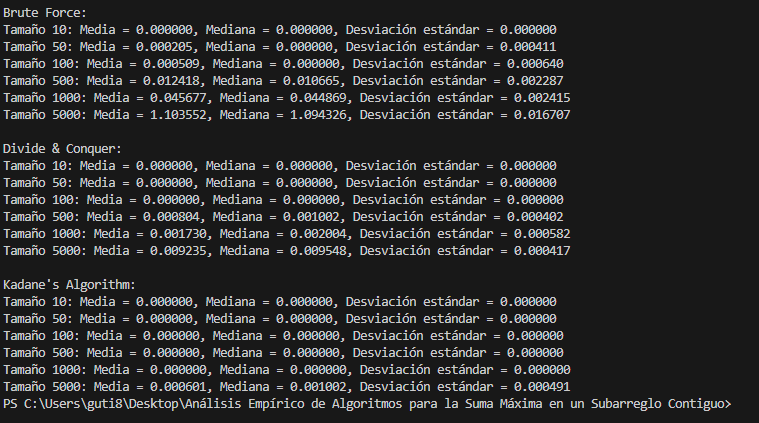 Brute Force:
Tamaño 10: Media = 0.000000, Mediana = 0.000000, Desviación estándar = 0.000000
Tamaño 50: Media = 0.000205, Mediana = 0.000000, Desviación estándar = 0.000411
Tamaño 100: Media = 0.000509, Mediana = 0.000000, Desviación estándar = 0.000640
Tamaño 500: Media = 0.012418, Mediana = 0.010665, Desviación estándar = 0.002287
Tamaño 1000: Media = 0.045677, Mediana = 0.044869, Desviación estándar = 0.002415
Tamaño 5000: Media = 1.103552, Mediana = 1.094326, Desviación estándar = 0.016707

Divide & Conquer:
Tamaño 10: Media = 0.000000, Mediana = 0.000000, Desviación estándar = 0.000000
Tamaño 50: Media = 0.000000, Mediana = 0.000000, Desviación estándar = 0.000000
Tamaño 100: Media = 0.000000, Mediana = 0.000000, Desviación estándar = 0.000000
Tamaño 500: Media = 0.000804, Mediana = 0.001002, Desviación estándar = 0.000402
Tamaño 1000: Media = 0.001730, Mediana = 0.002004, Desviación estándar = 0.000582
Tamaño 5000: Media = 0.009235, Mediana = 0.009548, Desviación estándar = 0.000417

Kadane's Algorithm:
Tamaño 10: Media = 0.000000, Mediana = 0.000000, Desviación estándar = 0.000000
Tamaño 50: Media = 0.000000, Mediana = 0.000000, Desviación estándar = 0.000000
Tamaño 100: Media = 0.000000, Mediana = 0.000000, Desviación estándar = 0.000000
Tamaño 500: Media = 0.000000, Mediana = 0.000000, Desviación estándar = 0.000000
Tamaño 1000: Media = 0.000000, Mediana = 0.000000, Desviación estándar = 0.000000
Tamaño 5000: Media = 0.000601, Mediana = 0.001002, Desviación estándar = 0.000491
PS C:\Users\guti8\Desktop\Análisis Empírico de Algoritmos para la Suma Máxima en un Subarreglo Contiguo>